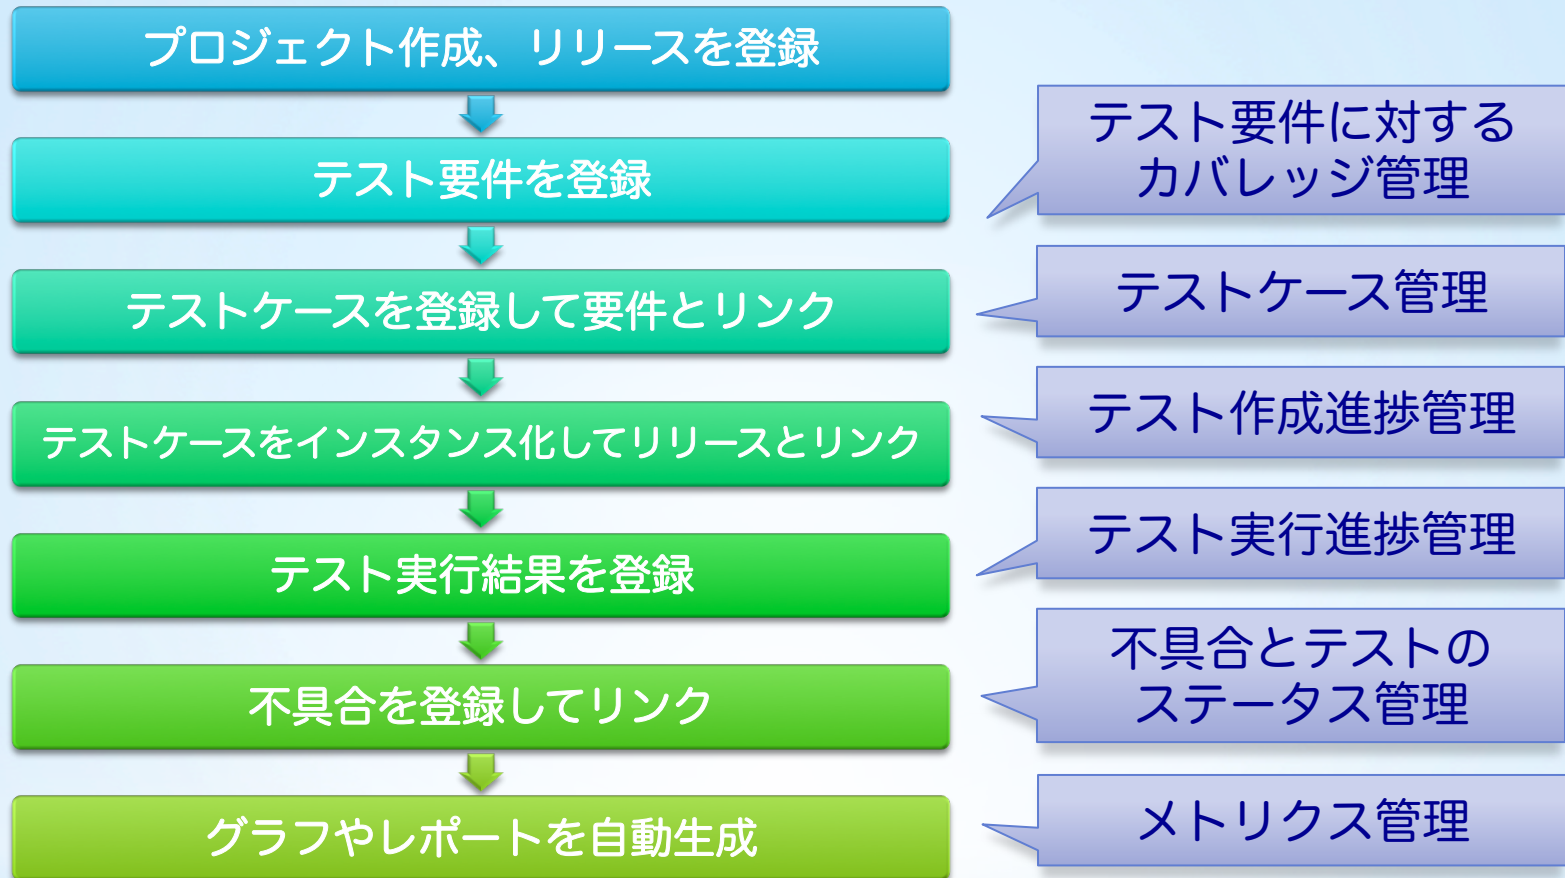 プロジェクト作成、リリースを登録
テスト要件を登録
テストケースを登録して要件とリンク
テストケースをインスタンス化してリリースとリンク
テスト実行結果を登録
不具合を登録してリンク
グラフやレポートを自動生成
テスト要件に対する
カバレッジ管理
テストケース管理
テスト作成進捗管理
テスト実行進捗管理
不具合とテストの
ステータス管理
メトリクス管理